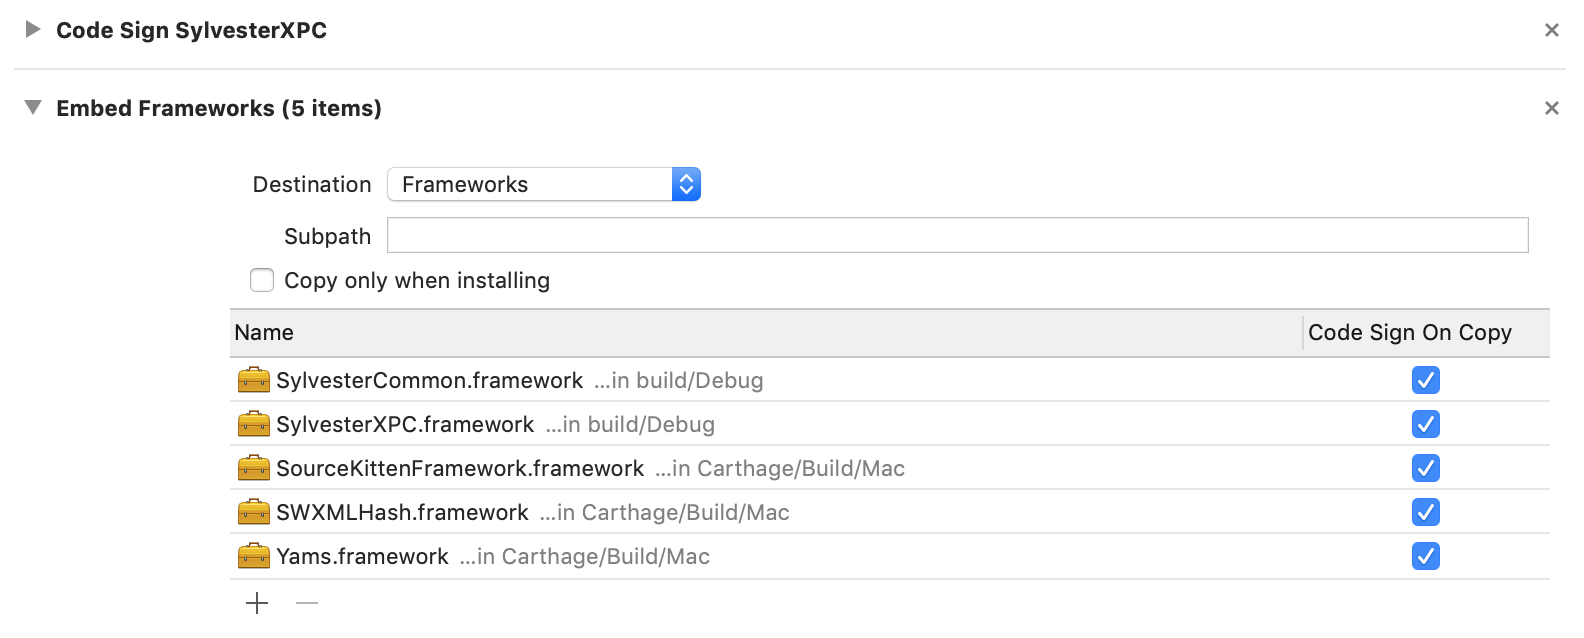 Code Sign SylvesterXPC
Embed Frameworks (5 items)
Destination Frameworks
Subpath
Copy only when installing
Name Code Sign On Copy
SylvesterCommon.framework ...in build/Debug
SylvesterXPC.framework ...in build/Debug
SourceKittenFramework.framework ...in Carthage/Build/Mac
SWXMLHash.framework ...in Carthage/Build/Mac
Yams.framework ...in Carthage/Build/Mac